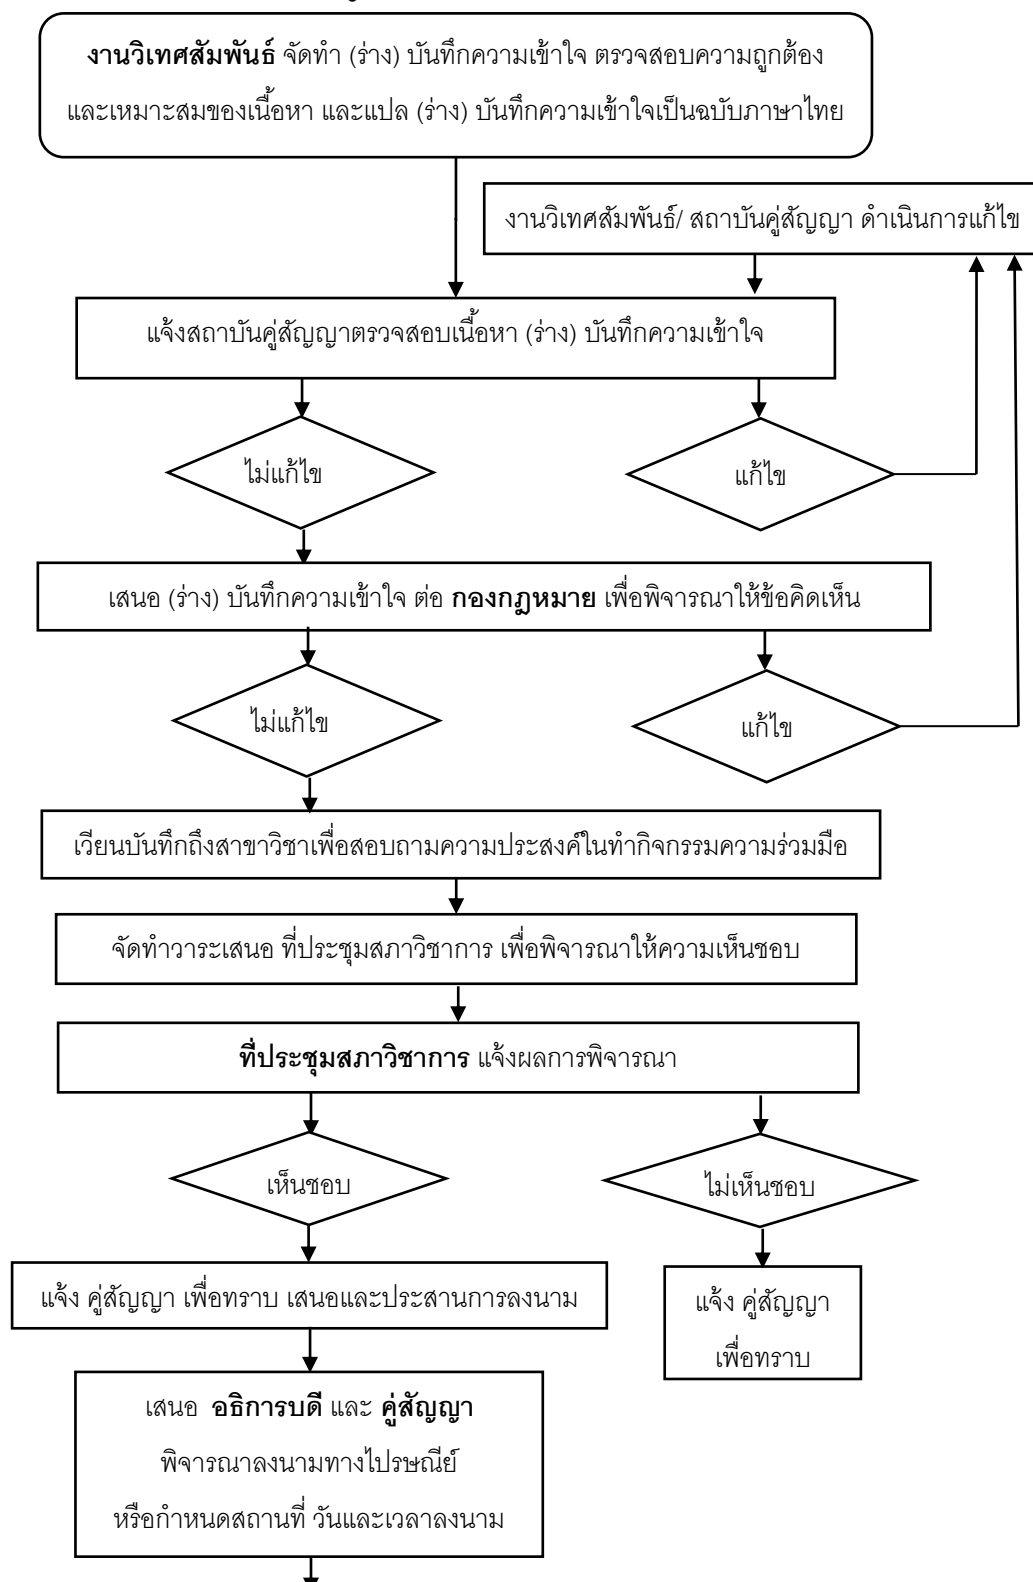 งานวิเทศสัมพันธ์ จัดทำ (ร่าง) บันทึกความเข้าใจ ตรวจสอบความถูกต้อง
และเหมาะสมของเนื้อหา และแปล (ร่าง) บันทึกความเข้าใจเป็นฉบับภาษาไทย
งานวิเทศสัมพันธ์/ สถาบันคู่สัญญา ดำเนินการแก้ไข
แจ้งสถาบันคู่สัญญาตรวจสอบเนื้อหา (ร่าง) บันทึกความเข้าใจ
ไม่แก้ไข
แก้ไข
เสนอ (ร่าง) บันทึกความเข้าใจ ต่อ กองกฎหมาย เพื่อพิจารณาให้ข้อคิดเห็น
ไม่แก้ไข
แก้ไข
เวียนบันทึกถึงสาขาวิชาเพื่อสอบถามความประสงค์ในทำกิจกรรมความร่วมมือ
จัดทำวาระเสนอ ที่ประชุมสภาวิชาการ เพื่อพิจารณาให้ความเห็นชอบ
ที่ประชุมสภาวิชาการ แจ้งผลการพิจารณา
เห็นชอบ
ไม่เห็นชอบ
แจ้ง คู่สัญญา เพื่อทราบ เสนอและประสานการลงนาม
แจ้ง คู่สัญญา
เพื่อทราบ
เสนอ อธิการบดี และ คู่สัญญา
พิจารณาลงนามทางไปรษณีย์
หรือกำหนดสถานที่ วันและเวลาลงนาม